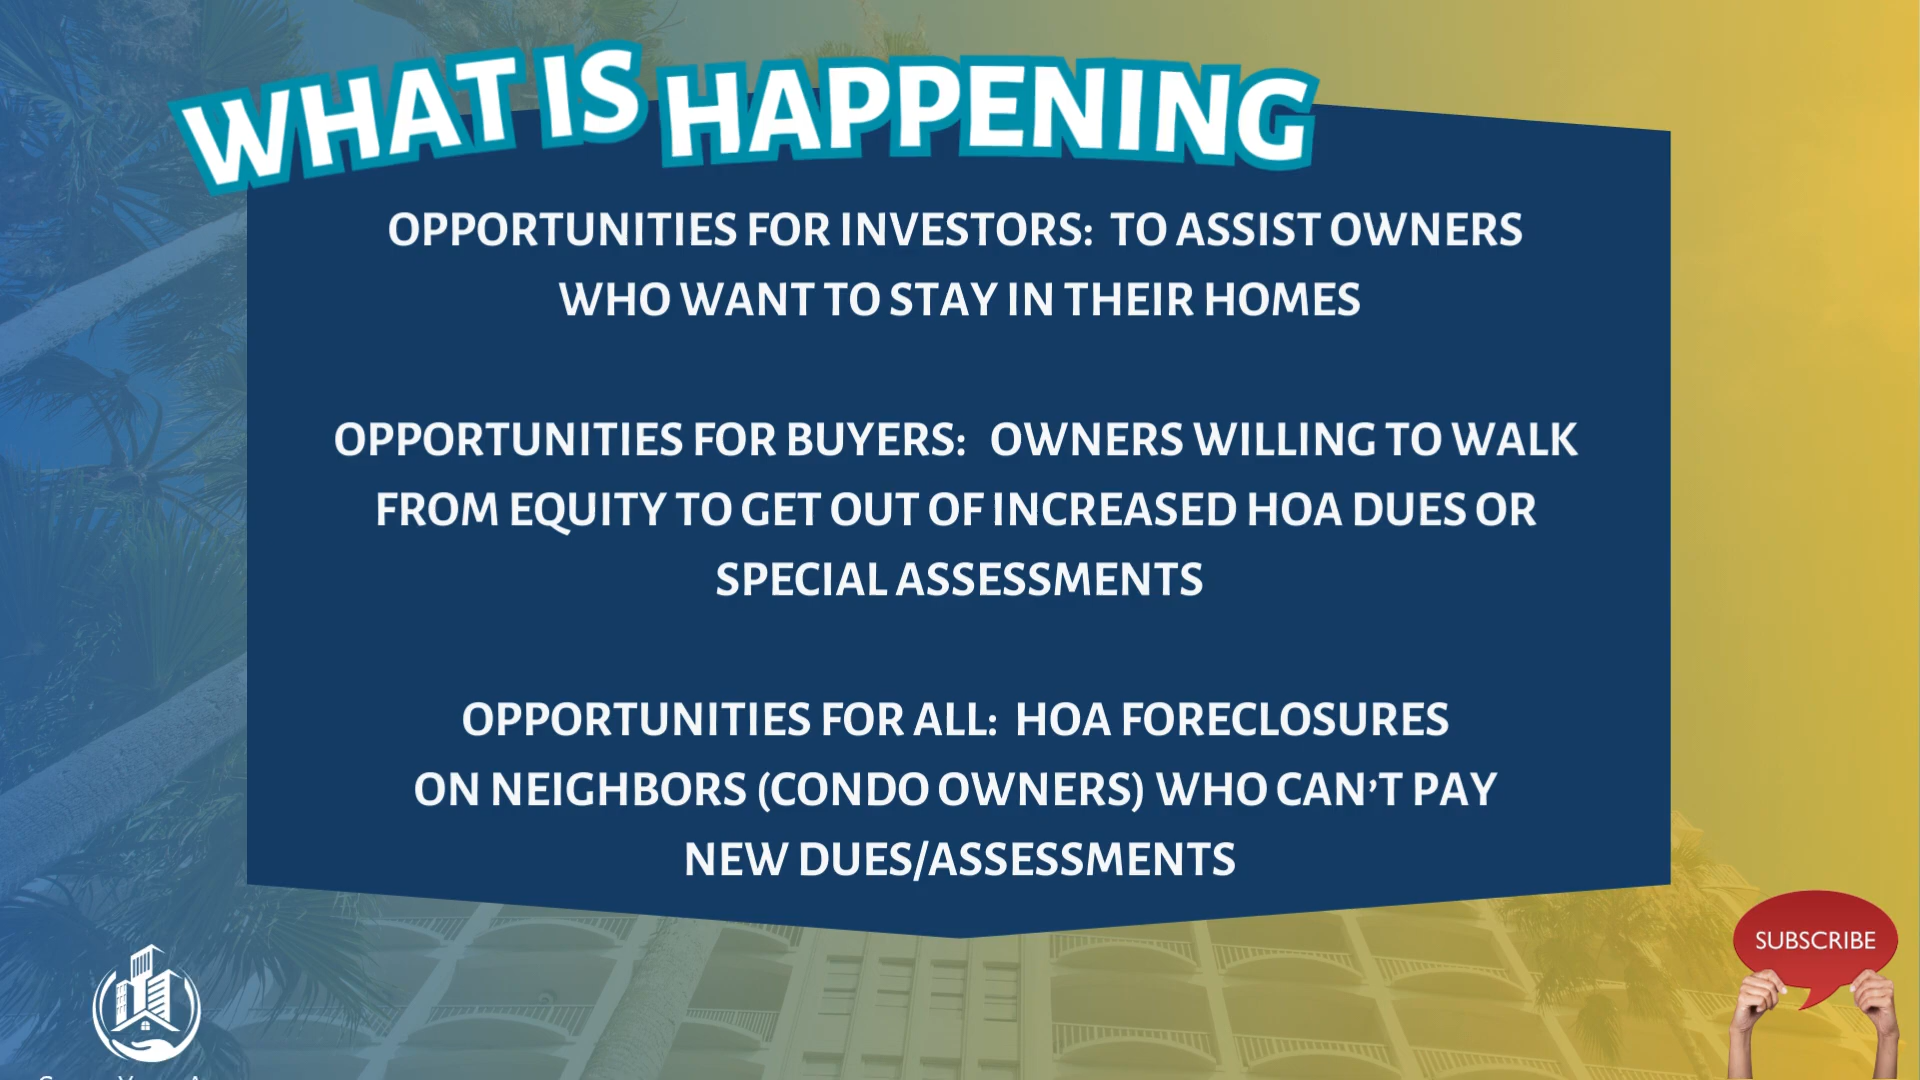 WHAT IS HAPPENING
OPPORTUNITIES FOR INVESTORS: TO ASSIST OWNERS
WHO WANT TO STAY IN THEIR HOMES
OPPORTUNITIES FOR BUYERS: OWNERS WILLING TO WALK
FROM EQUITY TO GET OUT OF INCREASED HOA DUES OR
SPECIAL ASSESSMENTS
OPPORTUNITIES FOR ALL: HOA FORECLOSURES
ON NEIGHBORS (CONDO OWNERS) WHO CAN’T PAY
NEW DUES/ASSESSMENTS
SUBSCRIBE